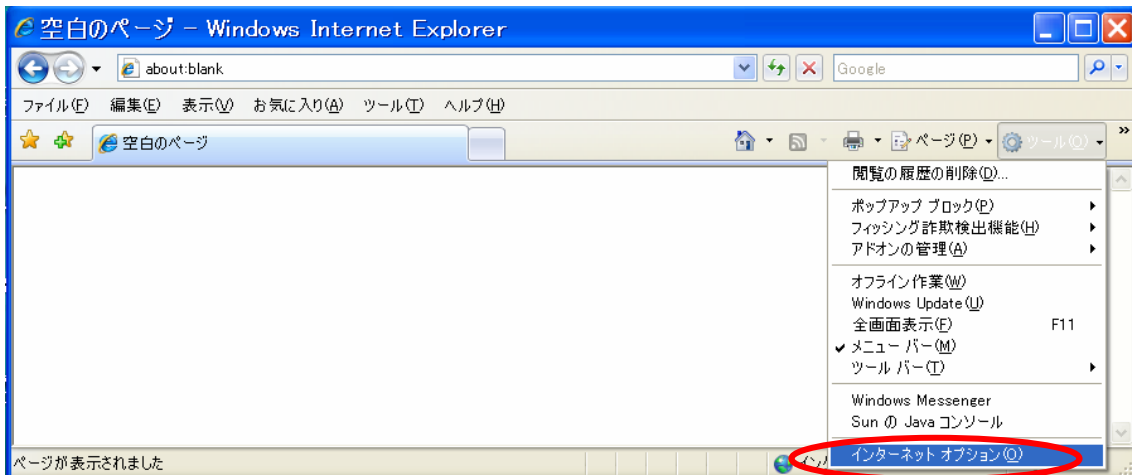 空白のページ - Windows Internet Explorer
about:blank
Google
ファイル(F) 編集(E) 表示(V) お気に入り(A) ツール(T) ヘルプ(H)
空白のページ
ページ(P) ツール(O) »
閲覧の履歴の削除(D)...
ポップアップ ブロック(P)
フィッシング詐欺検出機能(H)
アドオンの管理(A)
オフライン作業(W)
Windows Update(U)
全画面表示(F) F11
メニュー バー(M)
ツール バー(T)
Windows Messenger
Sun の Java コンソール
インターネット オプション(O)
ページが表示されました